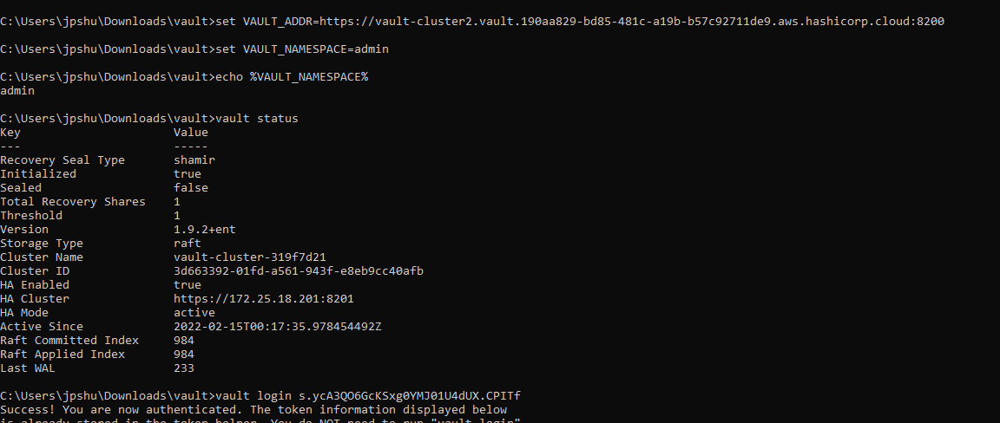 C:\Users\jpshu\Downloads\vault>set VAULT_ADDR=https://vault-cluster2.vault.190aa829-bd85-481c-a19b-b57c92711de9.aws.hashicorp.cloud:8200
C:\Users\jpshu\Downloads\vault>set VAULT_NAMESPACE=admin
C:\Users\jpshu\Downloads\vault>echo %VAULT_NAMESPACE%
admin
C:\Users\jpshu\Downloads\vault>vault status
Key Value
--- -----
Recovery Seal Type shamir
Initialized true
Sealed false
Total Recovery Shares 1
Threshold 1
Version 1.9.2+ent
Storage Type raft
Cluster Name vault-cluster-319f7d21
Cluster ID 3d663392-01fd-a561-943f-e8eb9cc40afb
HA Enabled true
HA Cluster https://172.25.18.201:8201
HA Mode active
Active Since 2022-02-15T00:17:35.978454492Z
Raft Committed Index 984
Raft Applied Index 984
Last WAL 233
C:\Users\jpshu\Downloads\vault>vault login s.ycA3QO6GcKSxg0YMJ01U4dUX.CPITf
Success! You are now authenticated. The token information displayed below
is already stored in the token helper. You do NOT need to run "vault login"